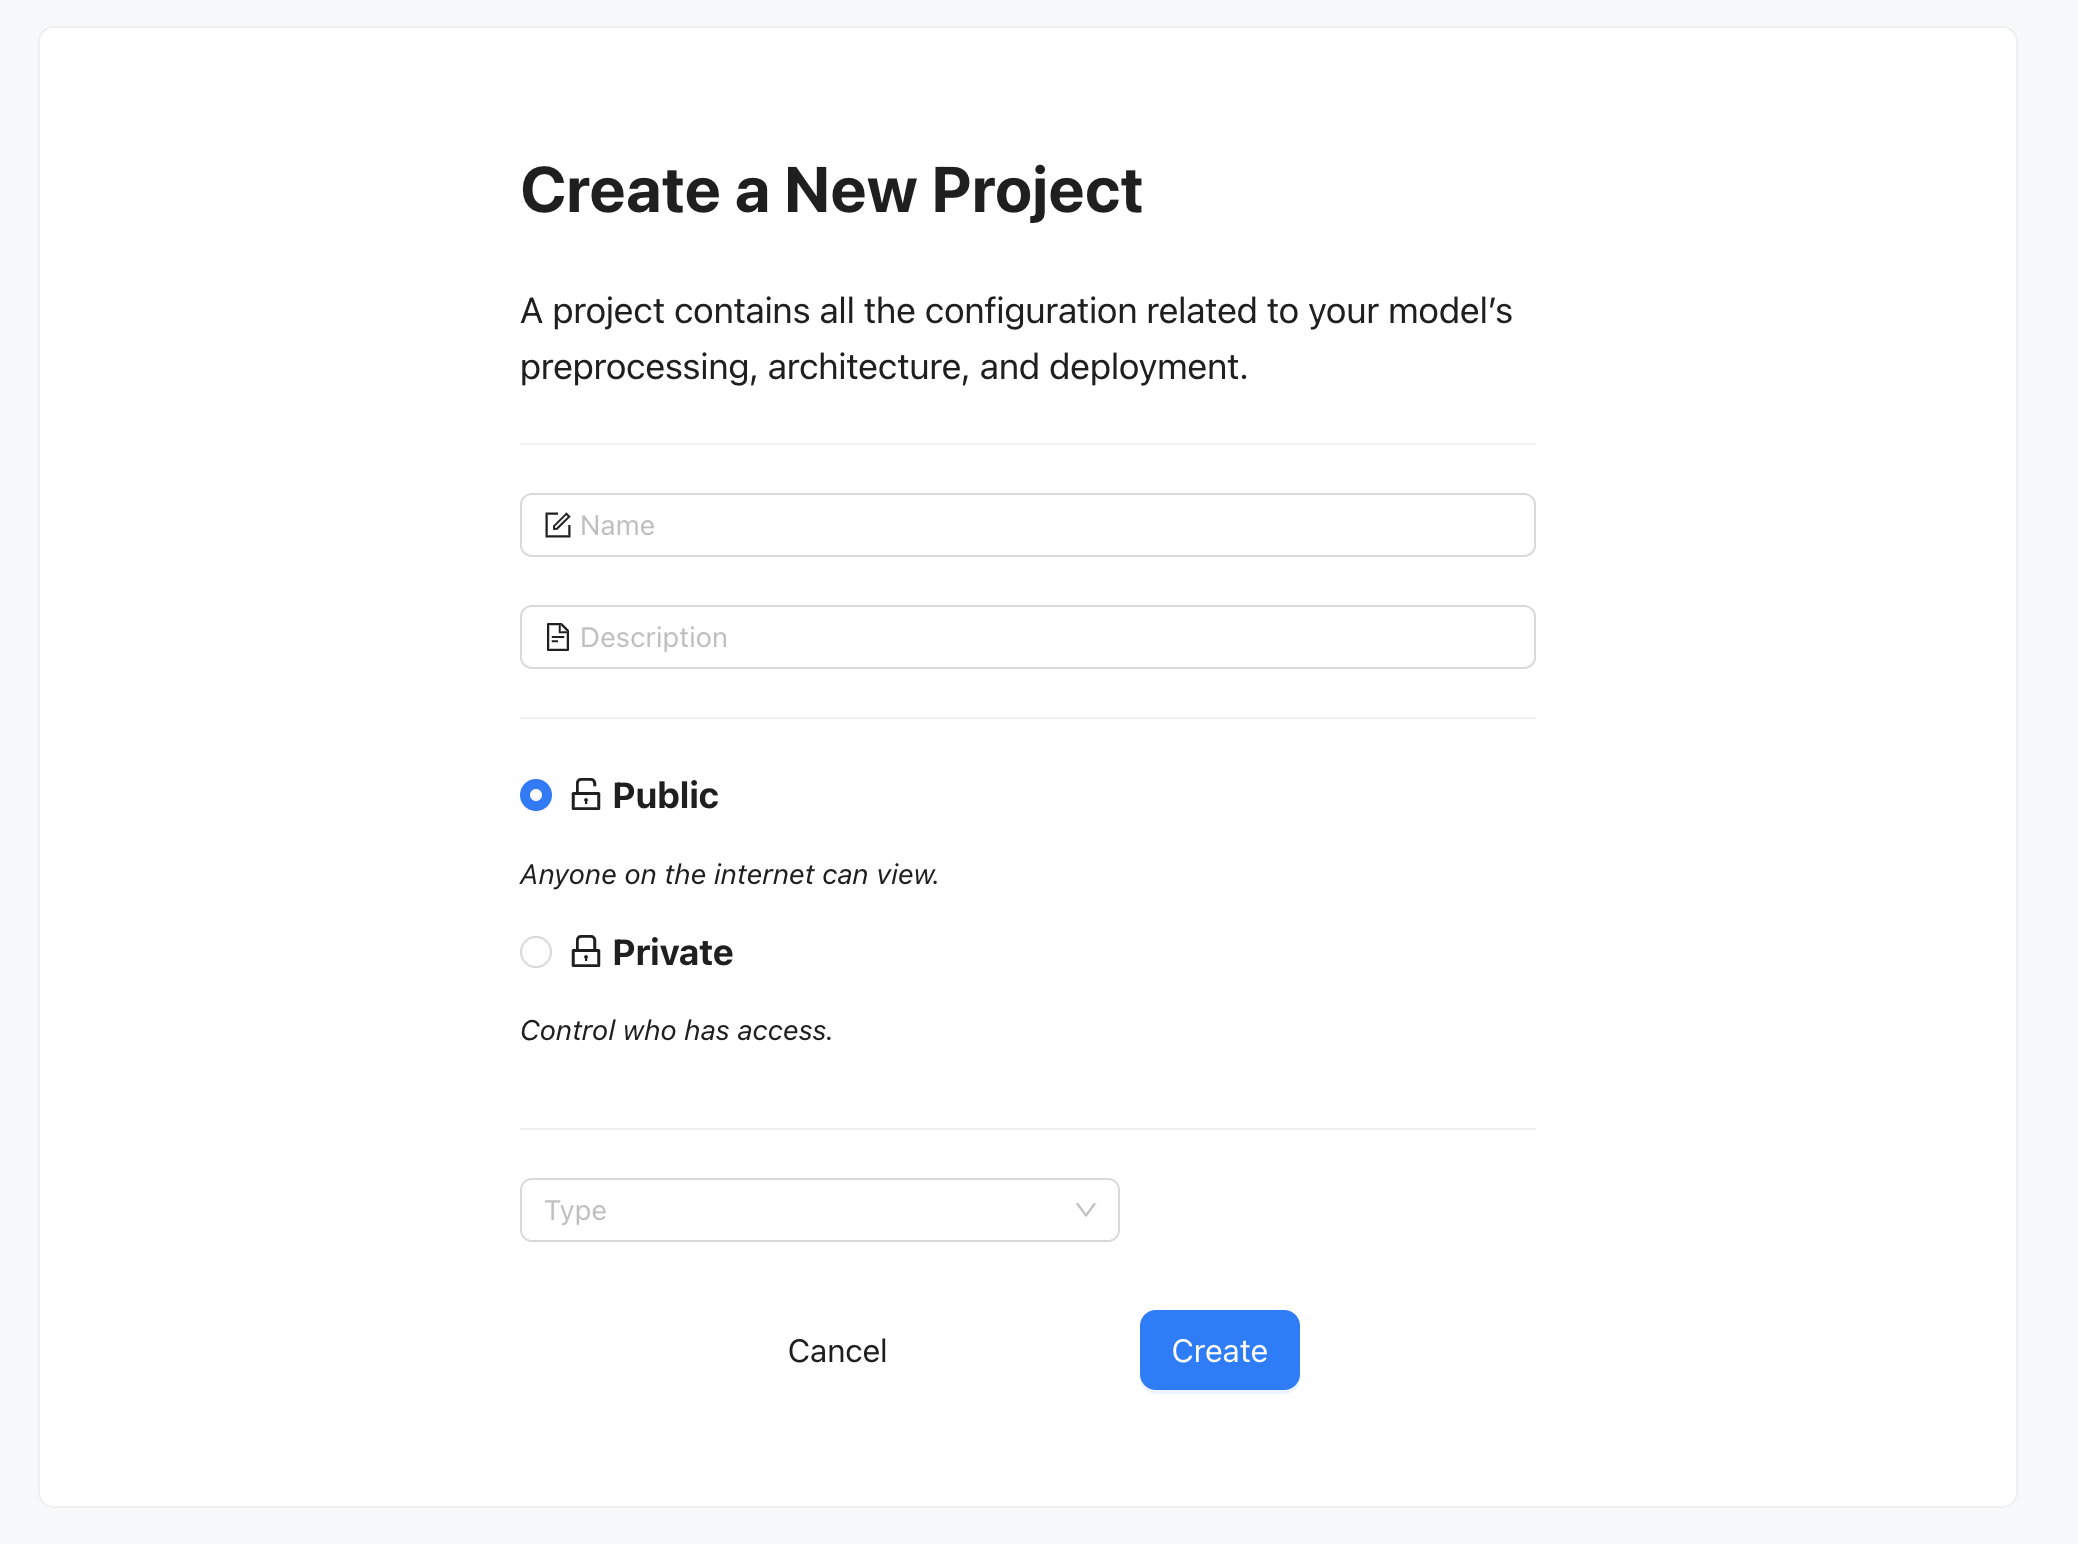 Create a New Project
A project contains all the configuration related to your model’s
preprocessing, architecture, and deployment.
Name
Description
Public
Anyone on the internet can view.
Private
Control who has access.
Type
Cancel
Create